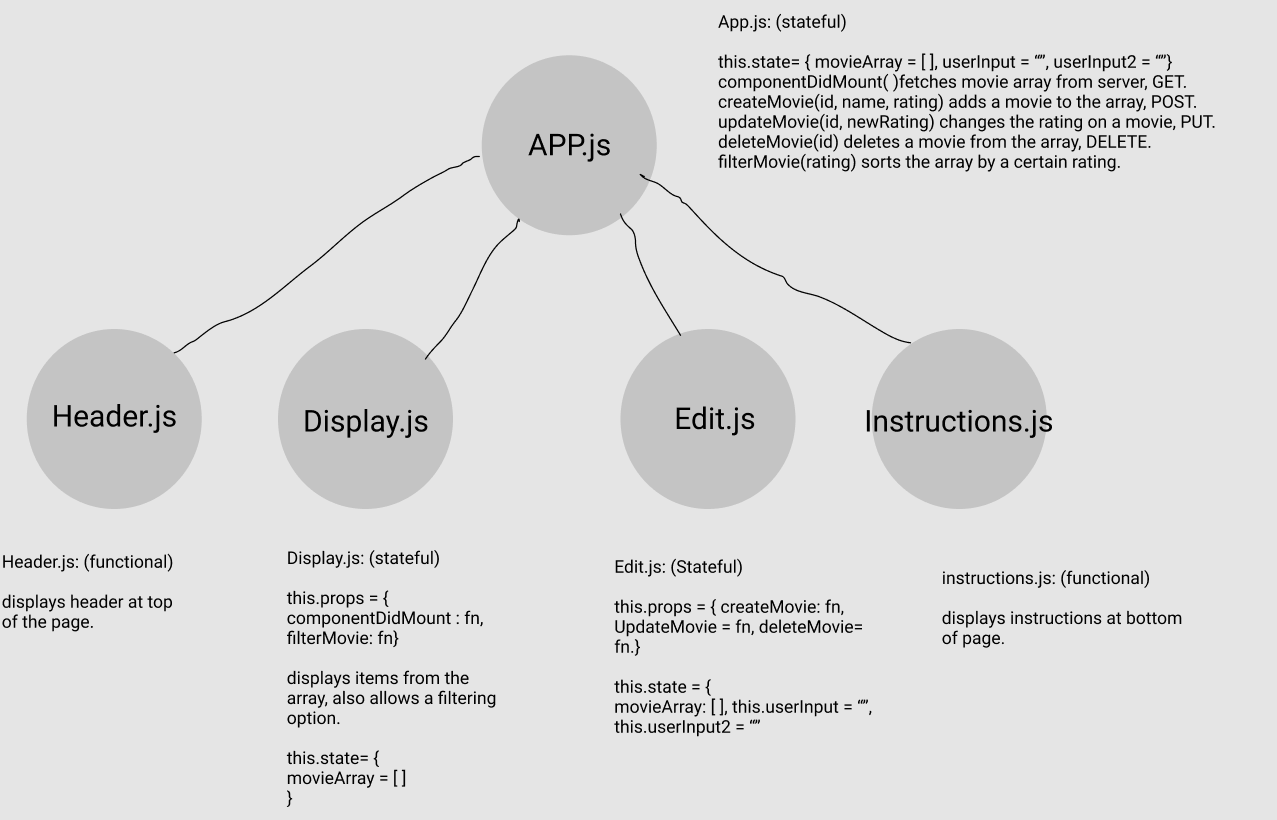 App.js: (stateful)
this.state= { movieArray = [ ], userInput = “”, userInput2 = “”}
componentDidMount( )fetches movie array from server, GET.
createMovie(id, name, rating) adds a movie to the array, POST.
updateMovie(id, newRating) changes the rating on a movie, PUT.
deleteMovie(id) deletes a movie from the array, DELETE.
filterMovie(rating) sorts the array by a certain rating.
APP.js
Header.js
Display.js
Edit.js
Instructions.js
Header.js: (functional)
displays header at top
of the page.
Display.js: (stateful)
this.props = {
componentDidMount : fn,
filterMovie: fn}
displays items from the
array, also allows a filtering
option.
this.state= {
movieArray = [ ]
}
Edit.js: (Stateful)
this.props = { createMovie: fn,
UpdateMovie = fn, deleteMovie=
fn.}
this.state = {
movieArray: [ ], this.userInput = “”,
this.userInput2 = “”
instructions.js: (functional)
displays instructions at bottom
of page.